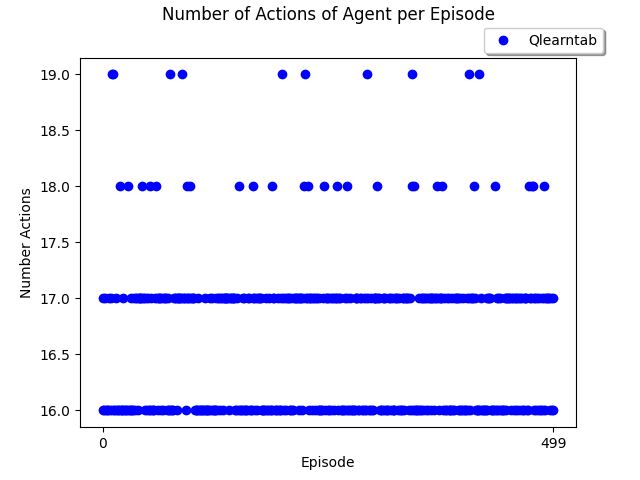 Number of Actions of Agent per Episode
Qlearntab
19.0
18.5
18.0
17.5
17.0
16.5
16.0
Number Actions
0
499
Episode